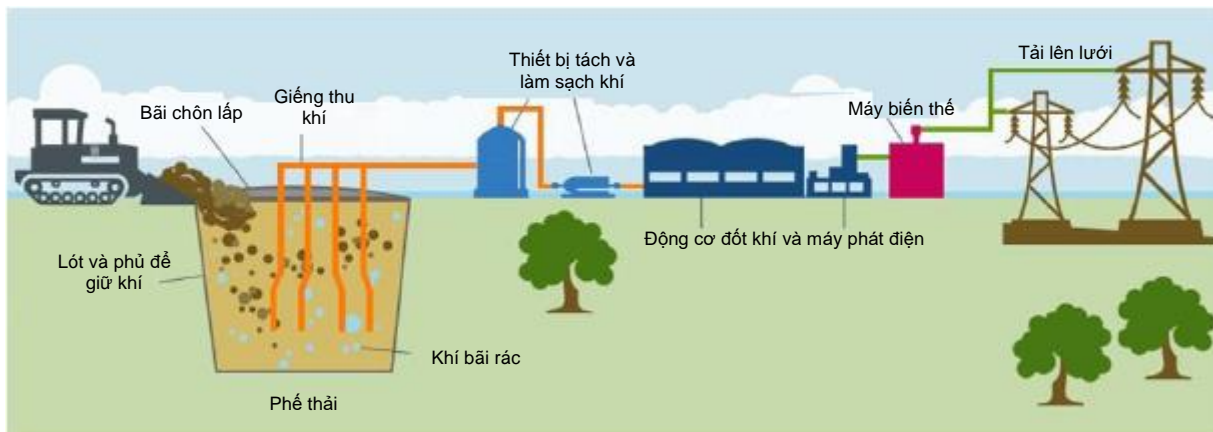 Thiết bị tách và
làm sạch khí
Tải lên lưới
Giếng thu
khí
Bãi chôn lấp
Máy biến thế
Động cơ đốt khí và máy phát điện
Lót và phủ để
giữ khí
Khí bãi rác
Phế thải